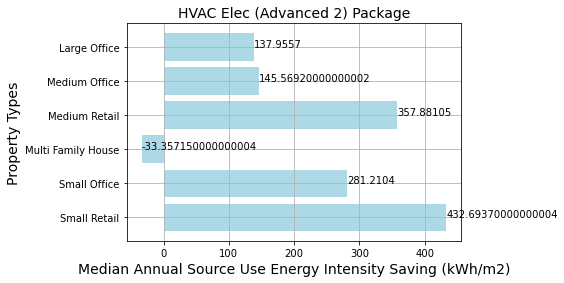 HVAC Elec (Advanced 2) Package
Property Types
Large Office
137.9557
Medium Office
145.56920000000002
Medium Retail
357.88105
Multi Family House
-33.357150000000004
Small Office
281.2104
Small Retail
432.69370000000004
0 100 200 300 400
Median Annual Source Use Energy Intensity Saving (kWh/m2)